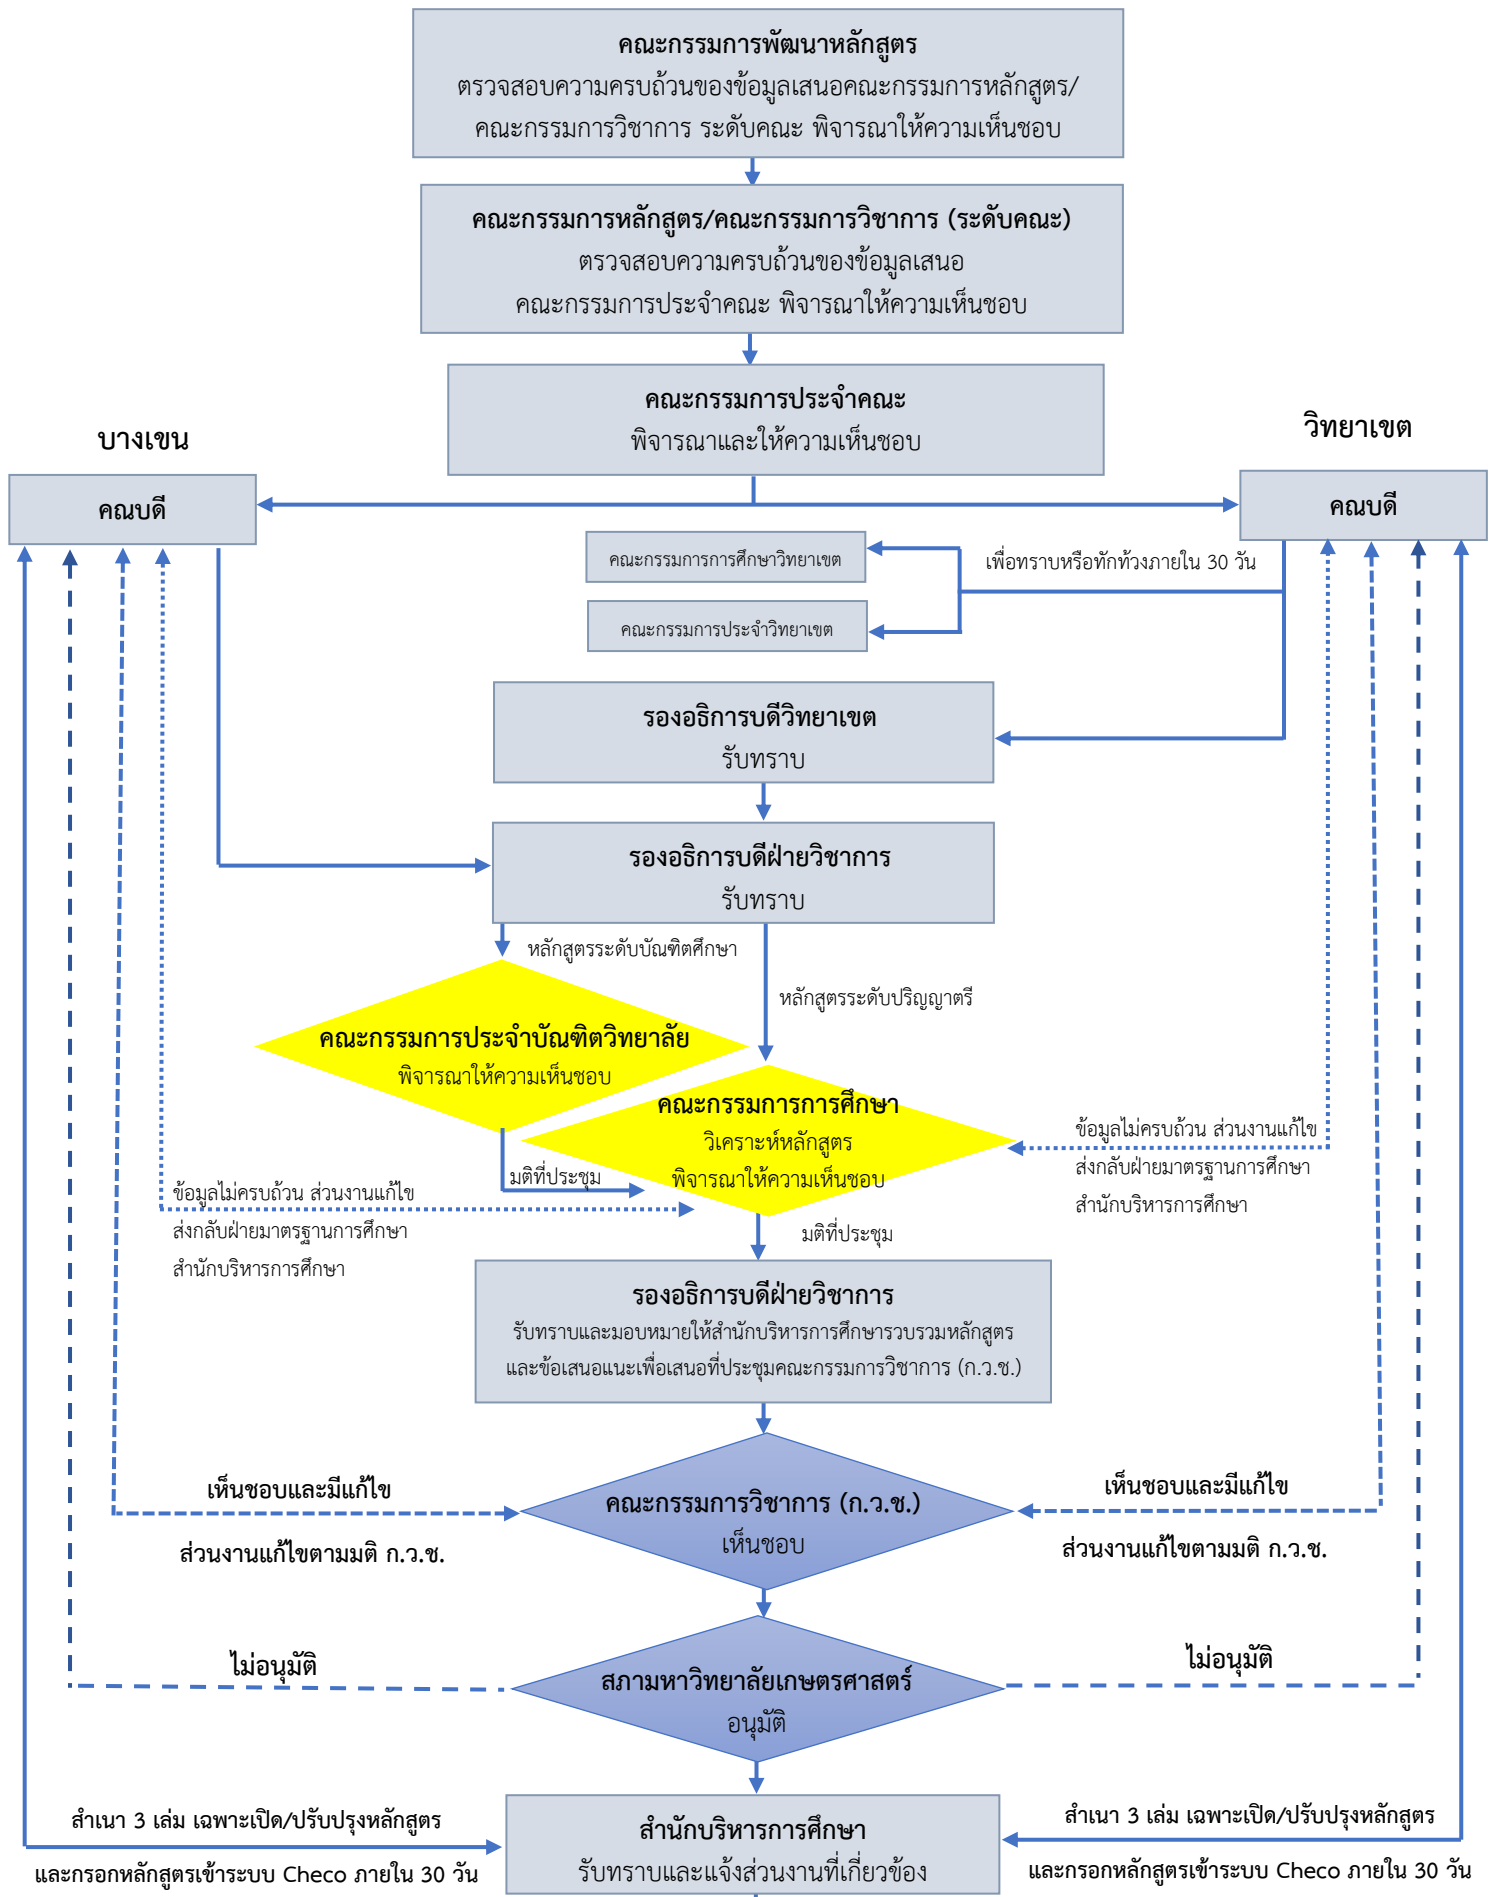 คณะกรรมการพัฒนาหลักสูตร
ตรวจสอบความครบถ้วนของข้อมูลเสนอคณะกรรมการหลักสูตร/
คณะกรรมการวิชาการ ระดับคณะ พิจารณาให้ความเห็นชอบ
คณะกรรมการหลักสูตร/คณะกรรมการวิชาการ (ระดับคณะ)
ตรวจสอบความครบถ้วนของข้อมูลเสนอ
คณะกรรมการประจำคณะ พิจารณาให้ความเห็นชอบ
คณะกรรมการประจำคณะ
พิจารณาและให้ความเห็นชอบ
บางเขน
วิทยาเขต
คณบดี
คณบดี
คณะกรรมการการศึกษาวิทยาเขต
เพื่อทราบหรือทักท้วงภายใน 30 วัน
คณะกรรมการประจำวิทยาเขต
รองอธิการบดีวิทยาเขต
รับทราบ
รองอธิการบดีฝ่ายวิชาการ
รับทราบ
หลักสูตรระดับบัณฑิตศึกษา
หลักสูตรระดับปริญญาตรี
คณะกรรมการประจำบัณฑิตวิทยาลัย
พิจารณาให้ความเห็นชอบ
คณะกรรมการการศึกษา
วิเคราะห์หลักสูตร
พิจารณาให้ความเห็นชอบ
ข้อมูลไม่ครบถ้วน ส่วนงานแก้ไข
ส่งกลับฝ่ายมาตรฐานการศึกษา
สำนักบริหารการศึกษา
มติที่ประชุม
ข้อมูลไม่ครบถ้วน ส่วนงานแก้ไข
ส่งกลับฝ่ายมาตรฐานการศึกษา
สำนักบริหารการศึกษา
มติที่ประชุม
รองอธิการบดีฝ่ายวิชาการ
รับทราบและมอบหมายให้สำนักบริหารการศึกษารวบรวมหลักสูตร
และข้อเสนอแนะเพื่อเสนอที่ประชุมคณะกรรมการวิชาการ (ก.ว.ช.)
เห็นชอบและมีแก้ไข
ส่วนงานแก้ไขตามมติ ก.ว.ช.
คณะกรรมการวิชาการ (ก.ว.ช.)
เห็นชอบ
เห็นชอบและมีแก้ไข
ส่วนงานแก้ไขตามมติ ก.ว.ช.
ไม่อนุมัติ
สภามหาวิทยาลัยเกษตรศาสตร์
อนุมัติ
ไม่อนุมัติ
สำเนา 3 เล่ม เฉพาะเปิด/ปรับปรุงหลักสูตร
และกรอกหลักสูตรเข้าระบบ Checo ภายใน 30 วัน
สำนักบริหารการศึกษา
รับทราบและแจ้งส่วนงานที่เกี่ยวข้อง
สำเนา 3 เล่ม เฉพาะเปิด/ปรับปรุงหลักสูตร
และกรอกหลักสูตรเข้าระบบ Checo ภายใน 30 วัน